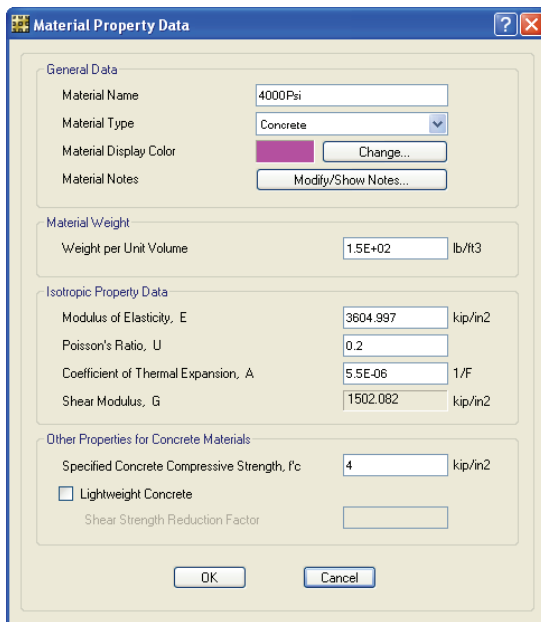 Material Property Data
General Data
Material Name 4000Psi
Material Type Concrete
Material Display Color Change...
Material Notes Modify/Show Notes...
Material Weight
Weight per Unit Volume 1.5E+02 lb/ft3
Isotropic Property Data
Modulus of Elasticity, E 3604.997 kip/in2
Poisson's Ratio, U 0.2
Coefficient of Thermal Expansion, A 5.5E-06 1/F
Shear Modulus, G 1502.082 kip/in2
Other Properties for Concrete Materials
Specified Concrete Compressive Strength, f'c 4 kip/in2
Lightweight Concrete
Shear Strength Reduction Factor
OK Cancel